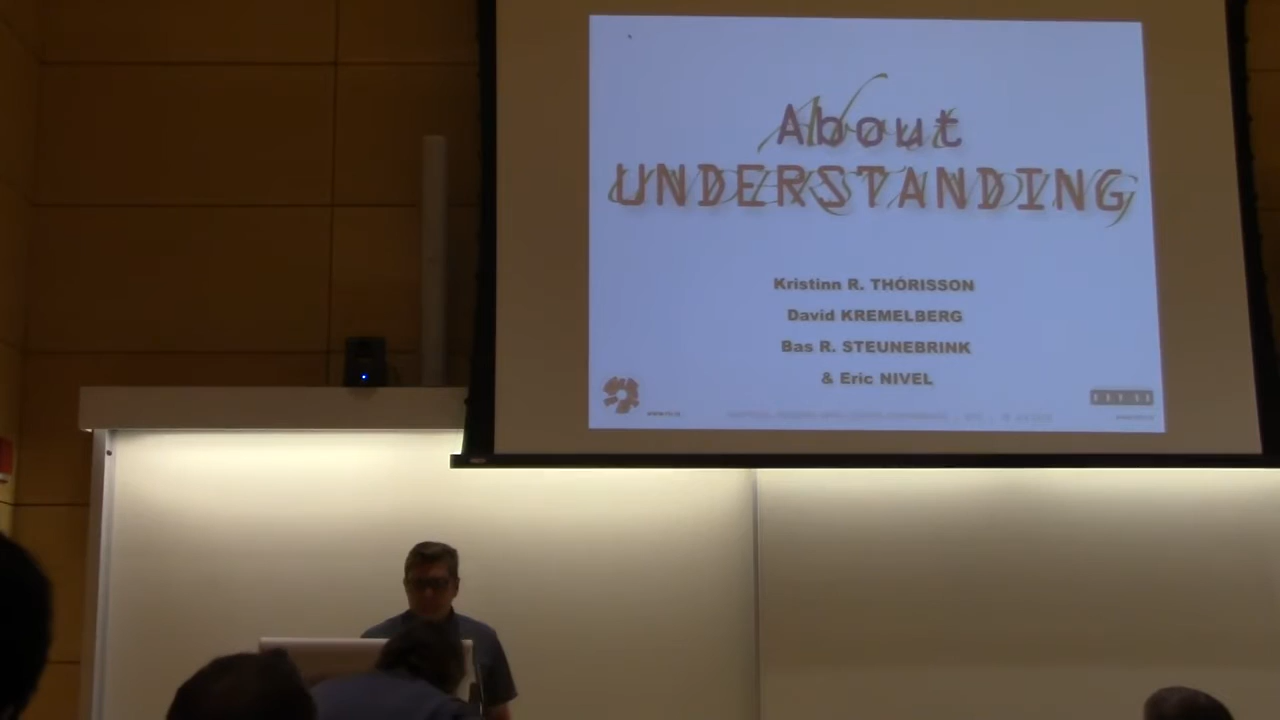 About
UNDERSTANDING
Kristinn R. THÓRISSON
David KREMELBERG
Bas R. STEUNEBRINK
& Eric NIVEL